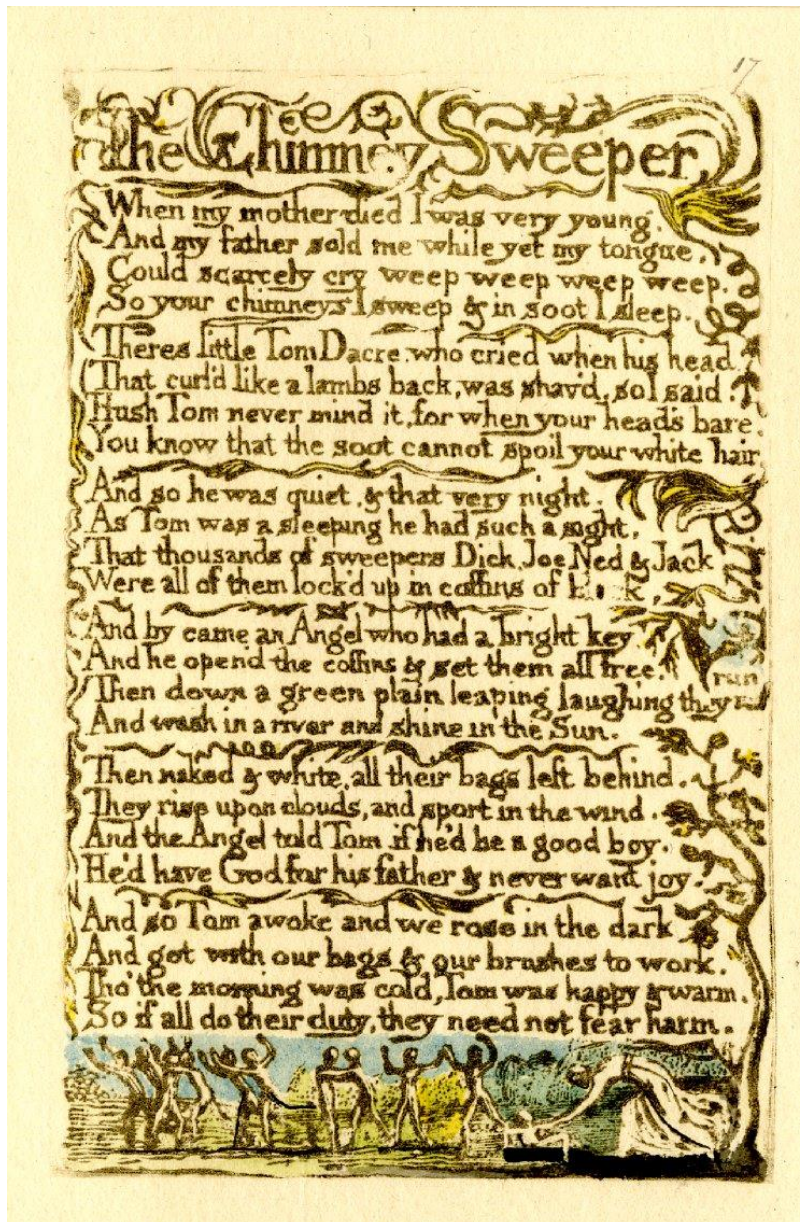 17
The Chimney Sweeper
When my mother died I was very young.
And my father sold me while yet my tongue,
Could scarcely cry weep weep weep weep.
So your chimneys I sweep & in soot I sleep.
Theres little Tom Dacre, who cried when his head
That curl'd like a lambs back, was shav'd, so I said.
Hush Tom never mind it, for when your head's bare,
You know that the soot cannot spoil your white hair
And so he was quiet, & that very night.
As Tom was a sleeping he had such a sight,
That thousands of sweepers Dick, Joe Ned & Jack
Were all of them lock'd up in coffins of
And by came an Angel who had a bright key
And he open'd the coffins & set them all free.
run
Then down a green plain leaping laughing they
And wash in a river and shine in the Sun.
Then naked & white, all their bags left behind.
They rise upon clouds, and sport in the wind.
And the Angel told Tom if he'd be a good boy.
He'd have God for his father & never want joy.
And so Tom awoke and we rose in the dark
And got with our bags & our brushes to work.
Tho' the morning was cold, Tom was happy & warm.
So if all do their duty, they need not fear harm.